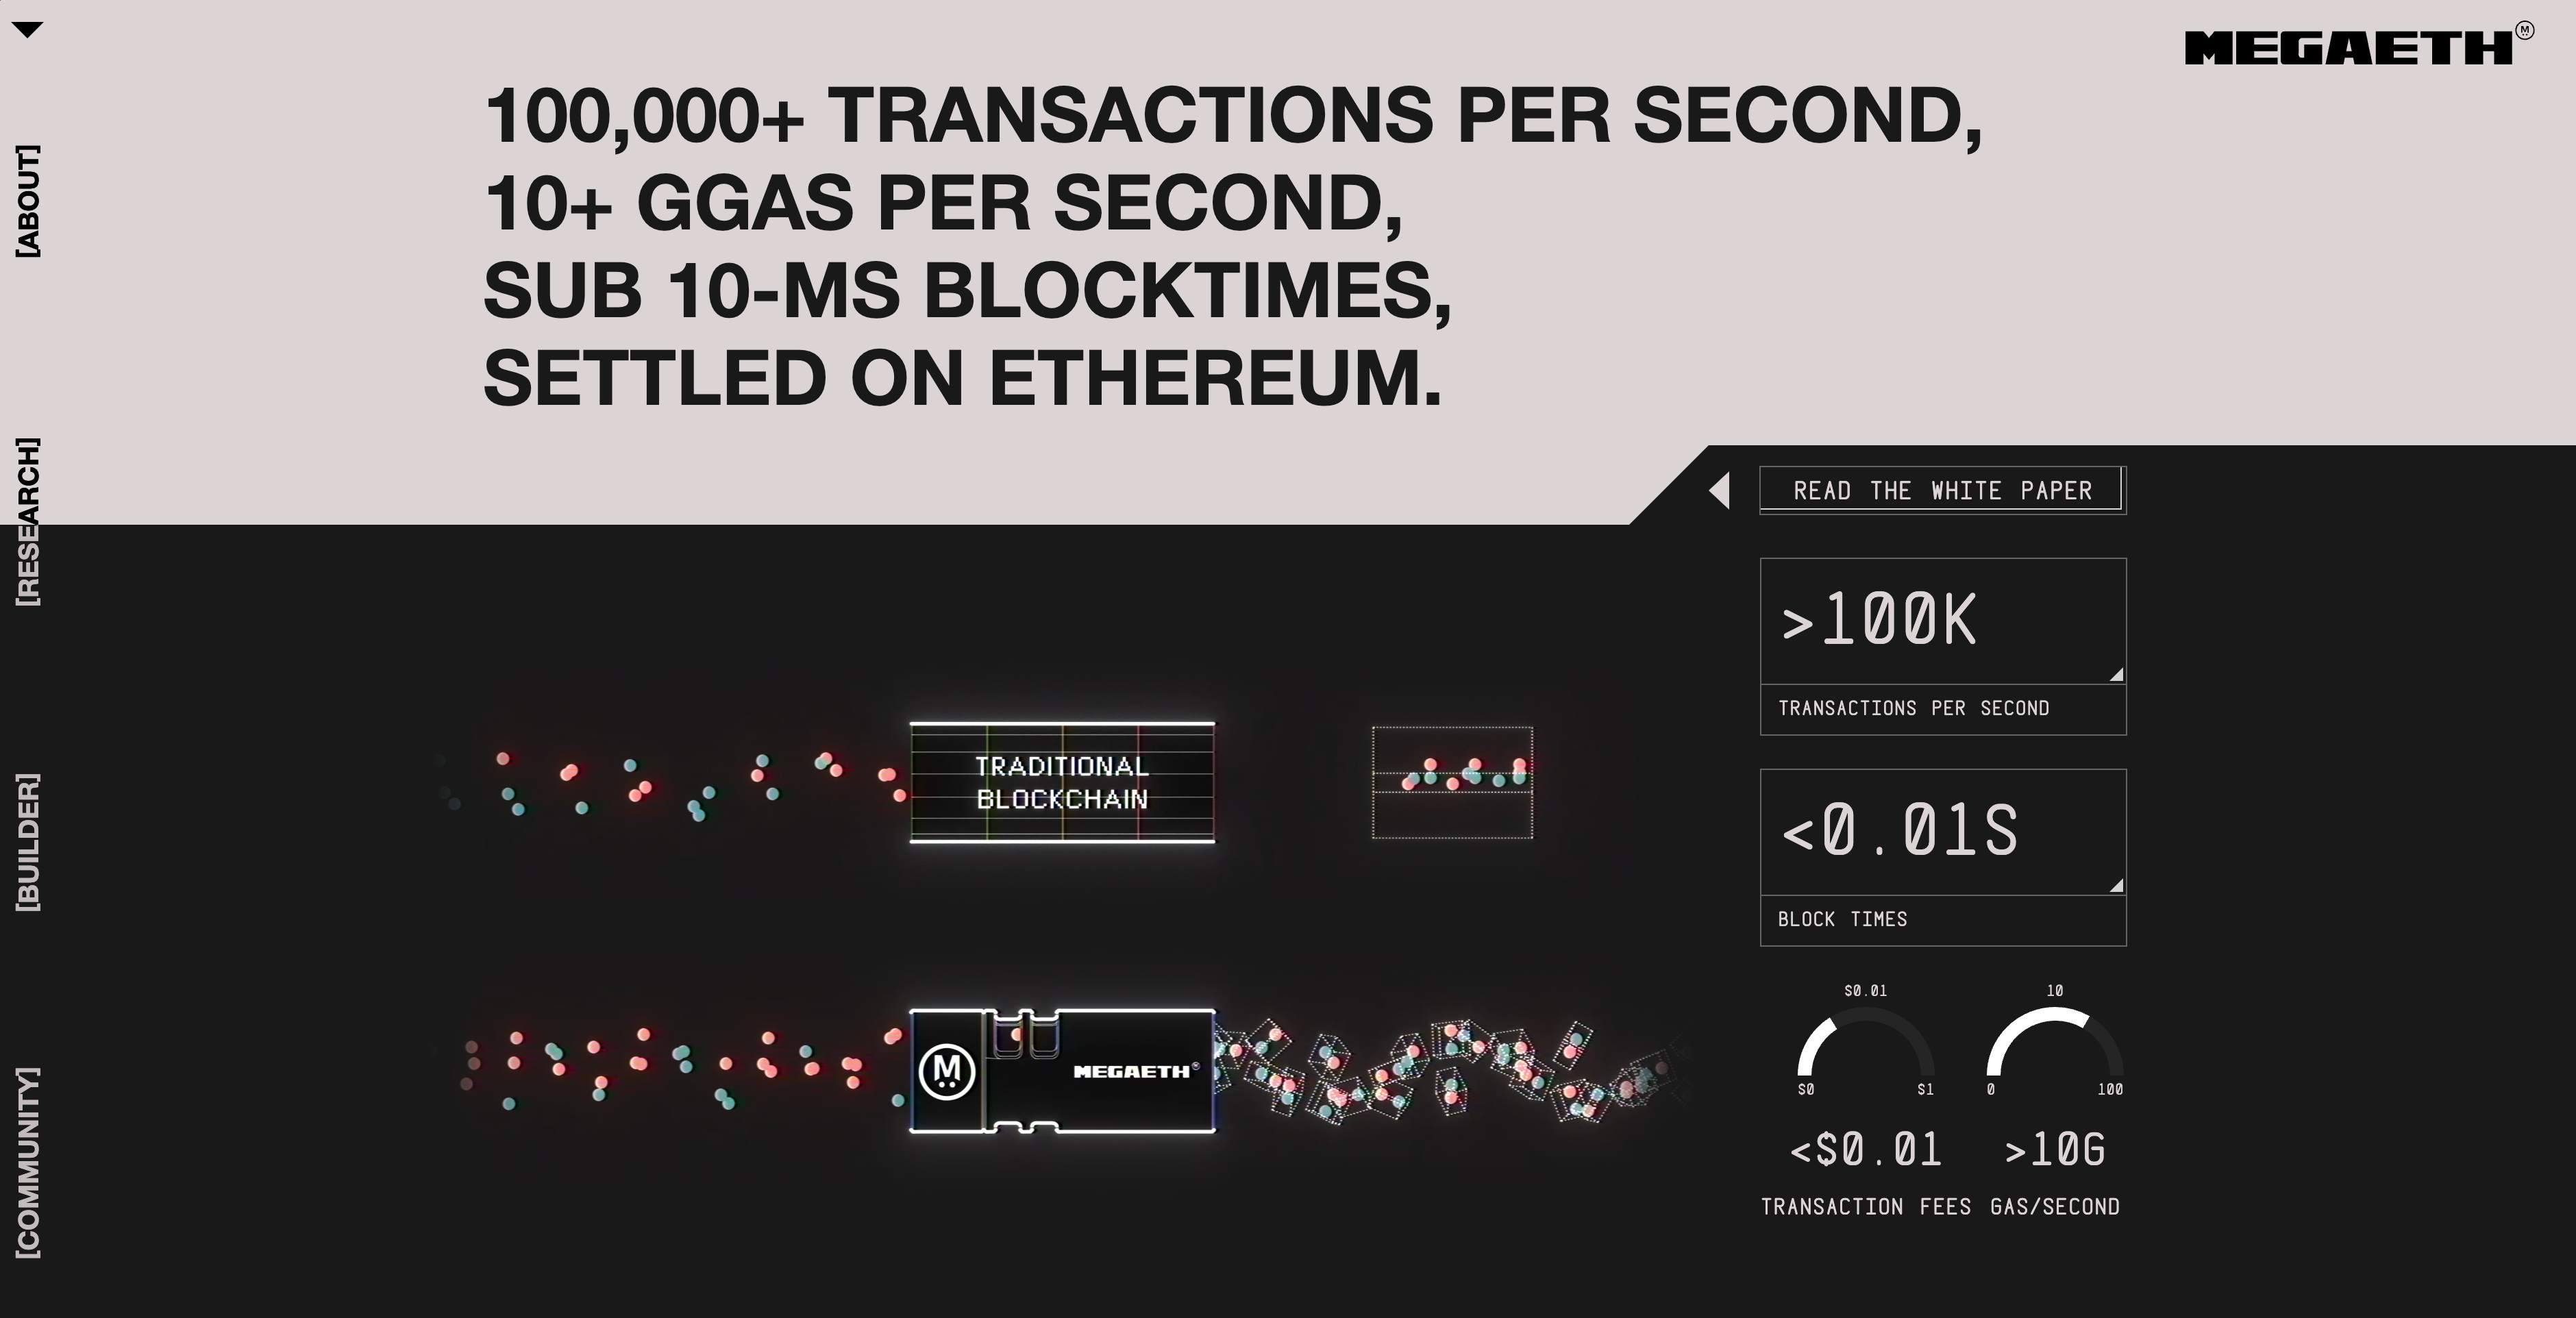 MEGAETH
M
100,000+ TRANSACTIONS PER SECOND,
10+ GGAS PER SECOND,
SUB 10-MS BLOCKTIMES,
SETTLED ON ETHEREUM.
[ABOUT]
[RESEARCH]
[BUILDER]
[COMMUNITY]
READ THE WHITE PAPER
>100K
TRANSACTIONS PER SECOND
<0.01S
BLOCK TIMES
TRADITIONAL
BLOCKCHAIN
M
MEGAETH
$0.01
$0
$1
<$0.01
TRANSACTION FEES
10
0
100
>10G
GAS/SECOND